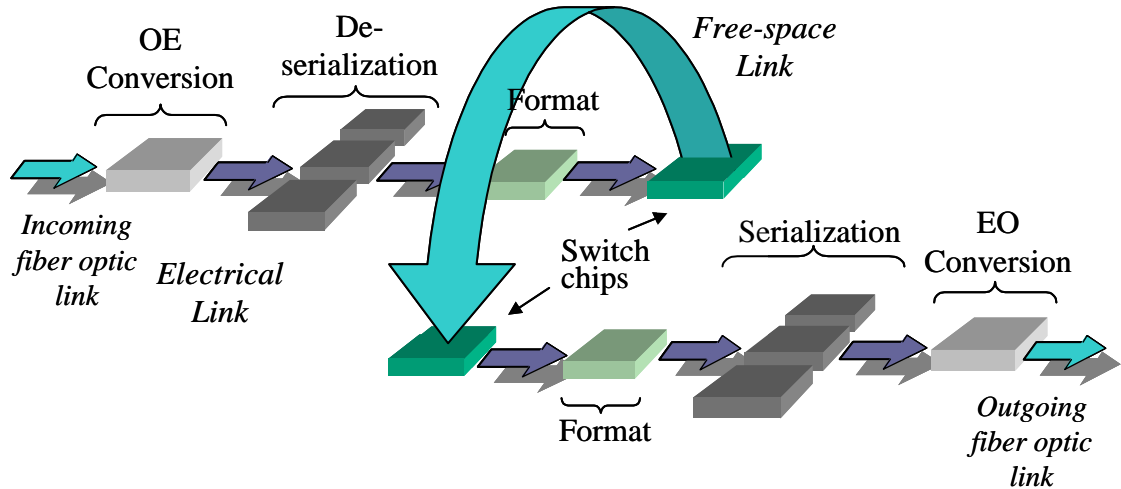 OE
Conversion
De-
serialization
Free-space
Link
Format
Incoming
fiber optic
link
Electrical
Link
Switch
chips
Serialization
EO
Conversion
Format
Outgoing
fiber optic
link